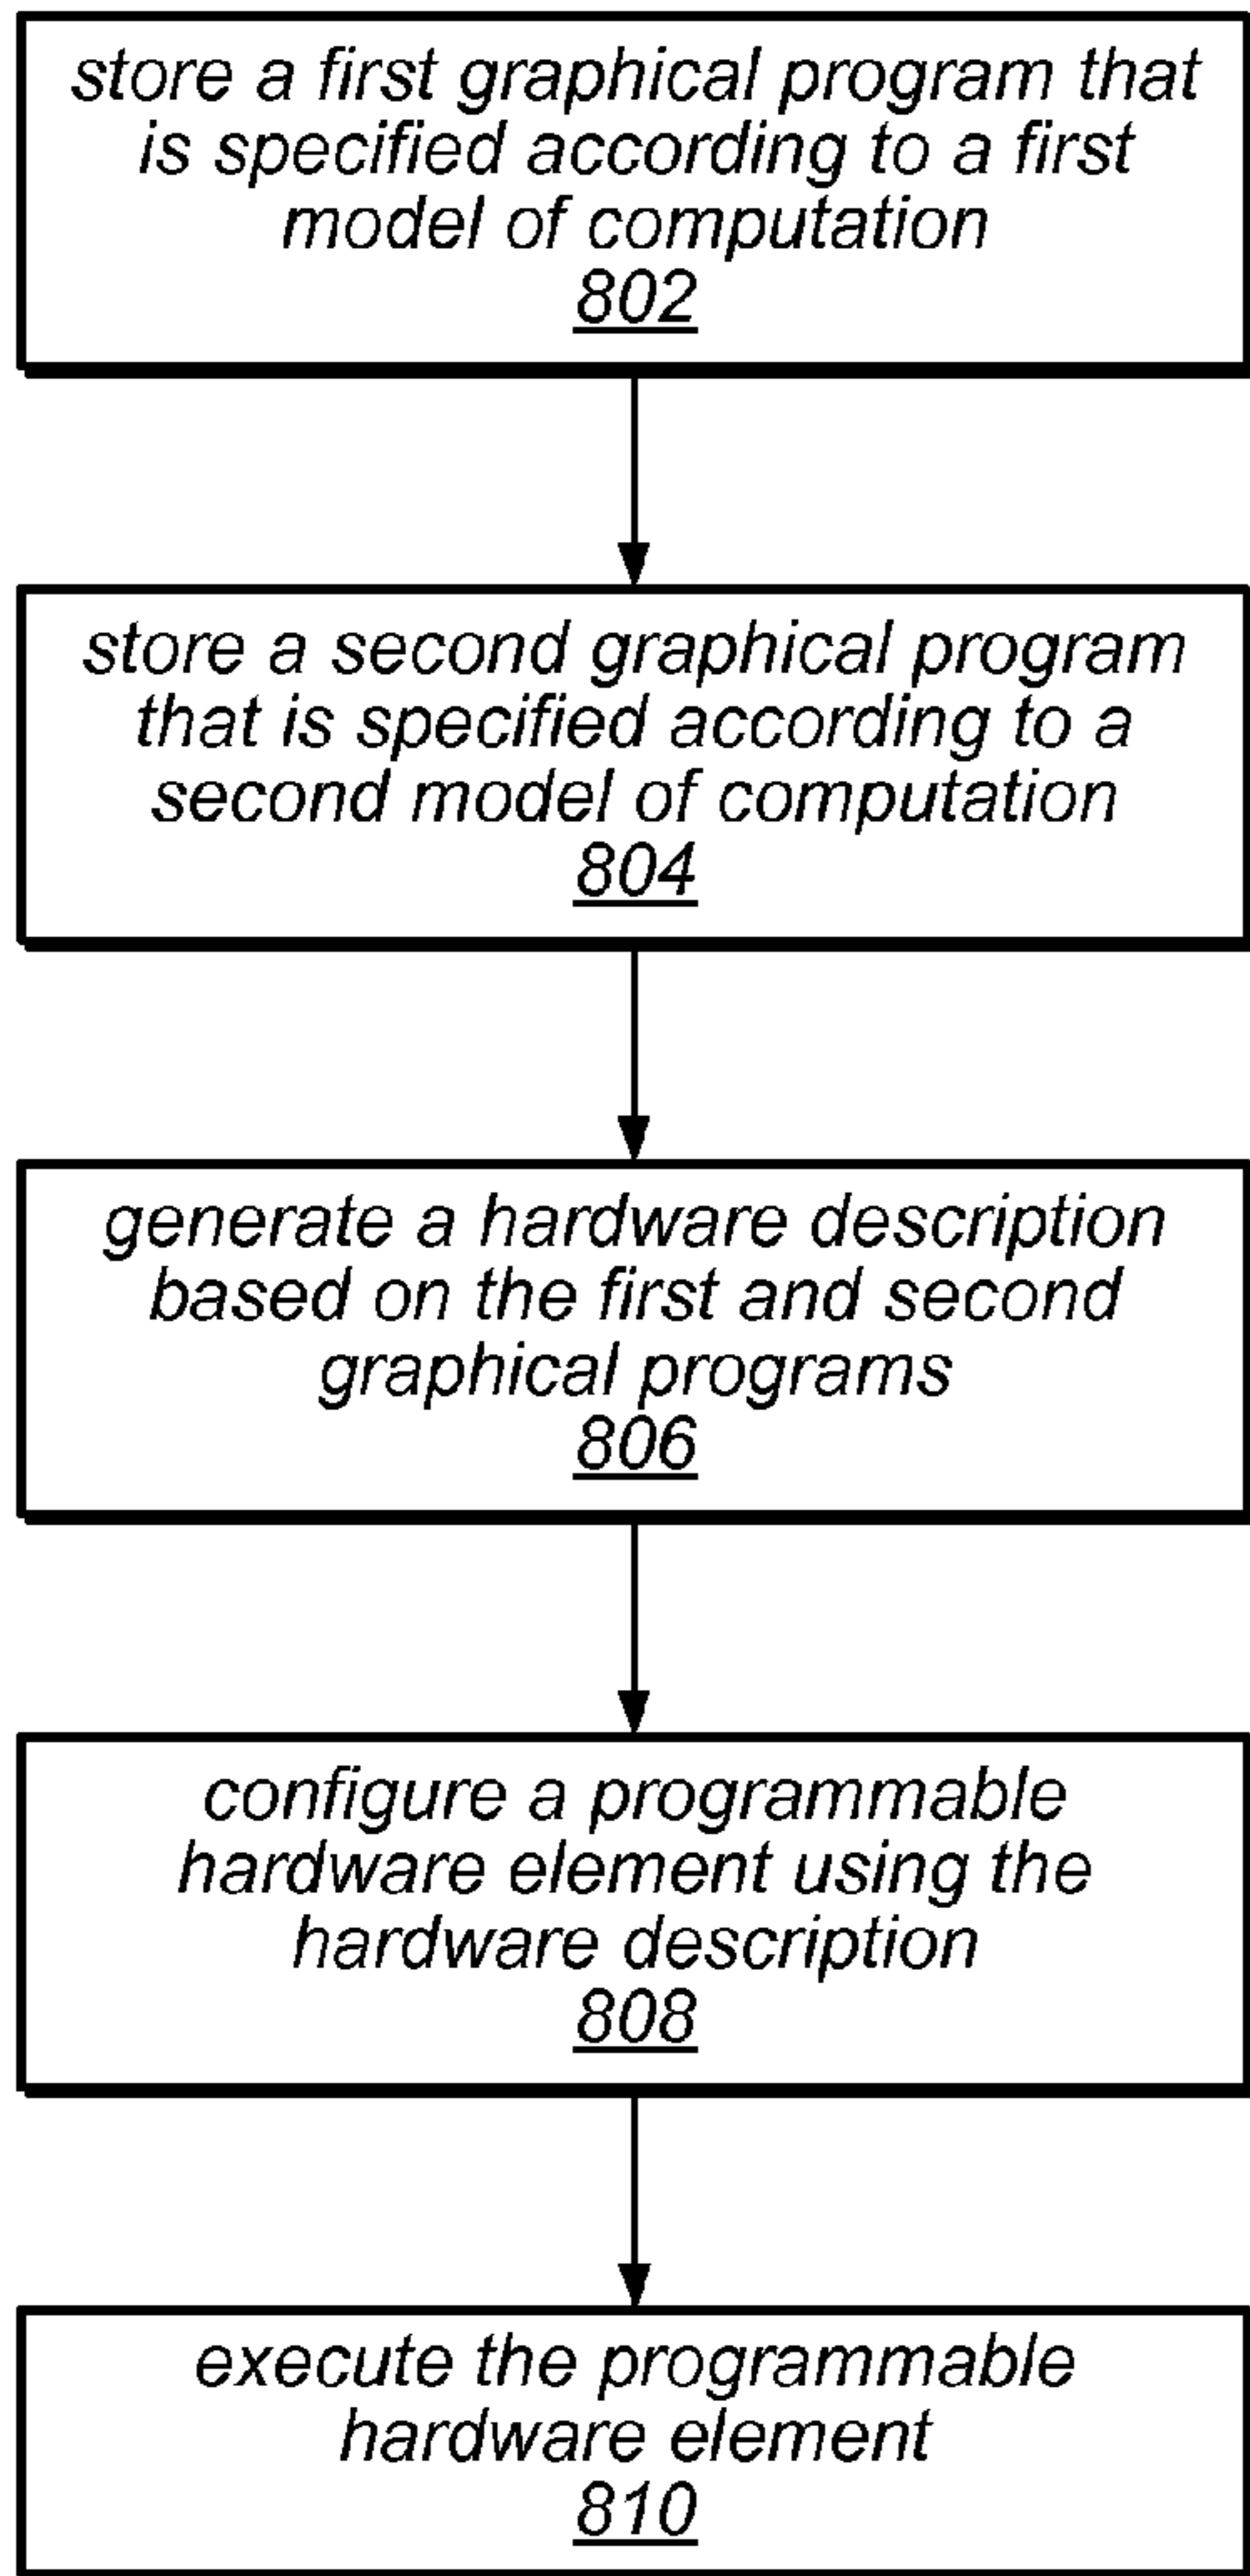 store a first graphical program that
is specified according to a first
model of computation
802
store a second graphical program
that is specified according to a
second model of computation
804
generate a hardware description
based on the first and second
graphical programs
806
configure a programmable
hardware element using the
hardware description
808
execute the programmable
hardware element
810